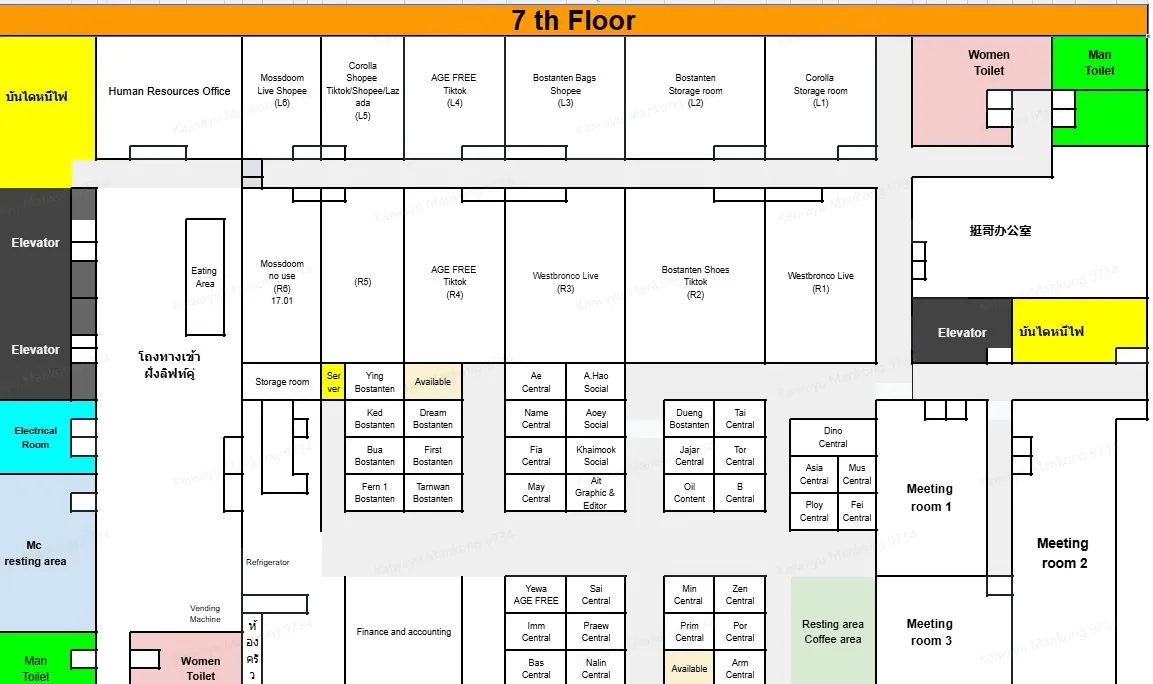 7 th Floor
บันไดหนีไฟ
Human Resources Office
Mossdoom
Live Shopee
(L6)
Corolla
Shopee
Tiktok/Shopee/Laz
ada
(L5)
AGE FREE
Tiktok
(L4)
Bostanten Bags
Shopee
(L3)
Bostanten
Storage room
(L2)
Corolla
Storage room
(L1)
Women
Toilet
Man
Toilet
Elevator
Elevator
Eating
Area
โถงทางเข้า
ฝั่งลิฟท์คู่
Mossdoom
no use
(R6)
17.01
(R5)
AGE FREE
Tiktok
(R4)
Westbronco Live
(R3)
Bostanten Shoes
Tiktok
(R2)
Westbronco Live
(R1)
挺哥办公室
Elevator
บันไดหนีไฟ
Storage room
Ser
ver
Ying
Bostanten
Available
Ae
Central
A.Hao
Social
Electrical
Room
Ked
Bostanten
Dream
Bostanten
Name
Central
Aoey
Social
Dueng
Bostanten
Tai
Central
Dino
Central
Bua
Bostanten
First
Bostanten
Fia
Central
Khaimook
Social
Jajar
Central
Tor
Central
Asia
Central
Mus
Central
Fern 1
Bostanten
Tarnwan
Bostanten
May
Central
Ait
Graphic &
Editor
Oil
Content
B
Central
Ploy
Central
Fei
Central
Meeting
room 1
Meeting
room 2
Mc
resting area
Refrigerator
Vending
Machine
ห้
อง
ครั
ว
Finance and accounting
Yewa
AGE FREE
Sai
Central
Min
Central
Zen
Central
Imm
Central
Praew
Central
Prim
Central
Por
Central
Bas
Central
Nalin
Central
Available
Arm
Central
Resting area
Coffee area
Meeting
room 3
Man
Toilet
Women
Toilet